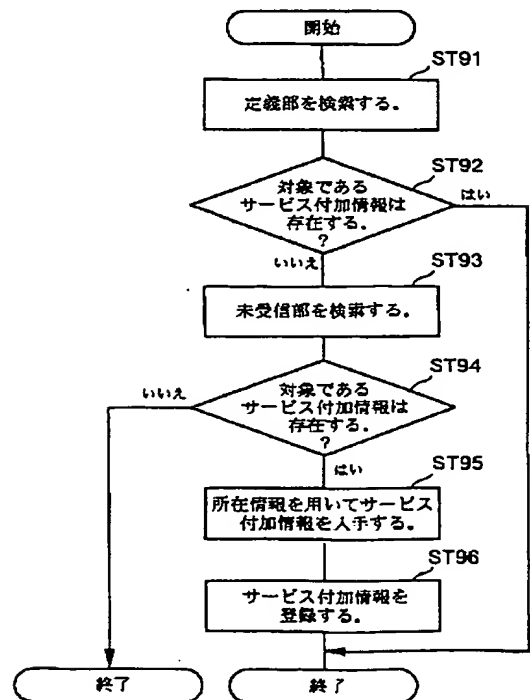 開始
ST91
定義部を検索する。
ST92
対象である
サービス付加情報は
存在する。
?
はい
いいえ
ST93
未受信部を検索する。
ST94
対象である
サービス付加情報は
存在する。
?
いいえ
はい
ST95
所在情報を用いてサービス
付加情報を入手する。
ST96
サービス付加情報を
登録する。
終了
終了